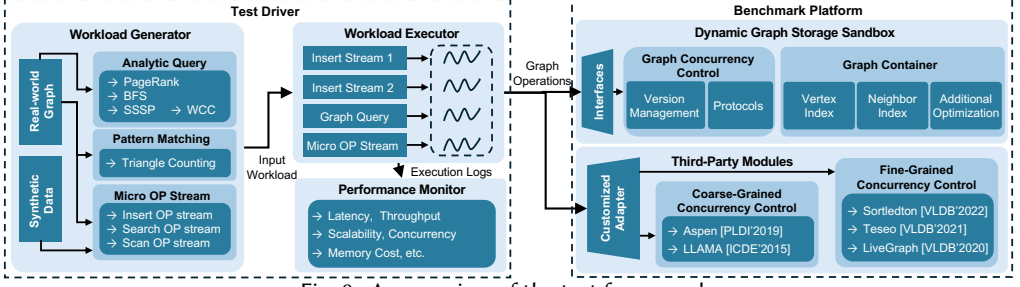 Test Driver
Workload Generator
Real-world
Graph
Synthetic
Data
Analytic Query
→ PageRank
→ BFS
→ SSSP → WCC
Pattern Matching
→ Triangle Counting
Micro OP Stream
→ Insert OP stream
→ Search OP stream
→ Scan OP stream
Input
Workload
Workload Executor
Insert Stream 1
Insert Stream 2
Graph Query
Micro OP Stream
Execution Logs
Performance Monitor
→ Latency, Throughput
→ Scalability, Concurrency
→ Memory Cost, etc.
Graph
Operations
Benchmark Platform
Dynamic Graph Storage Sandbox
Interfaces
Graph Concurrency
Control
Version
Management
Protocols
Graph Container
Vertex
Index
Neighbor
Index
Additional
Optimization
Third-Party Modules
Customized
Adapter
Coarse-Grained
Concurrency Control
→ Aspen [PLDI'2019]
→ LLAMA [ICDE'2015]
Fine-Grained
Concurrency Control
→ Sortledton [VLDB'2022]
→ Teseo [VLDB'2021]
→ LiveGraph [VLDB'2020]